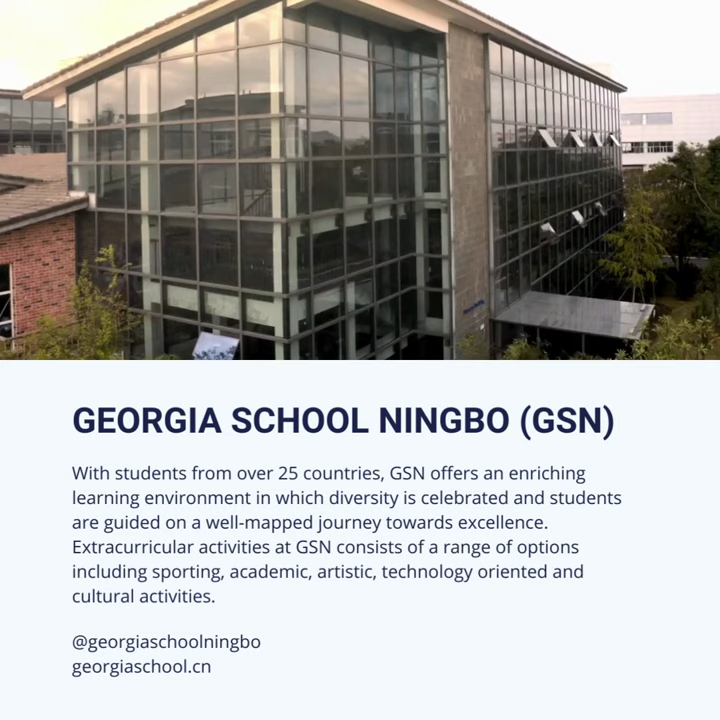 GEORGIA SCHOOL NINGBO (GSN)
With students from over 25 countries, GSN offers an enriching
learning environment in which diversity is celebrated and students
are guided on a well-mapped journey towards excellence.
Extracurricular activities at GSN consists of a range of options
including sporting, academic, artistic, technology oriented and
cultural activities.
@georgiaschoolningbo
georgiaschool.cn